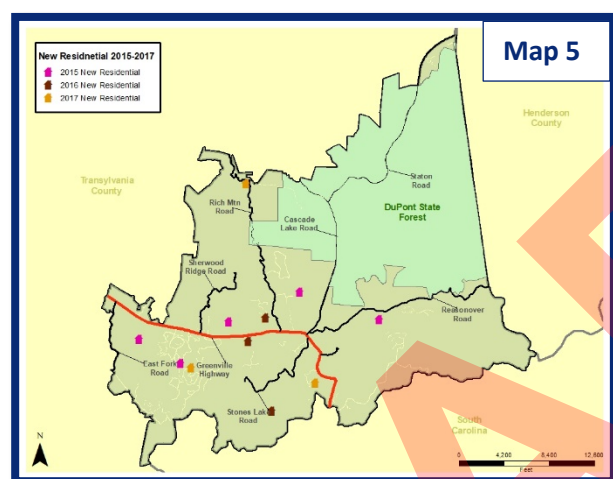 Map 5
New Residnetial 2015-2017
2015 New Residential
2016 New Residential
2017 New Residential
Henderson
County
Transylvania
County
Staton
Road
Rich Mtn
Road
DuPont State
Forest
Cascade
Lake Road
Sherwood
Ridge Road
Reasonover
Road
East Fork
Road
Greenville
Highway
Stones Lake
Road
South
Carolina
N
0 4,200 8,400 12,600
Feet